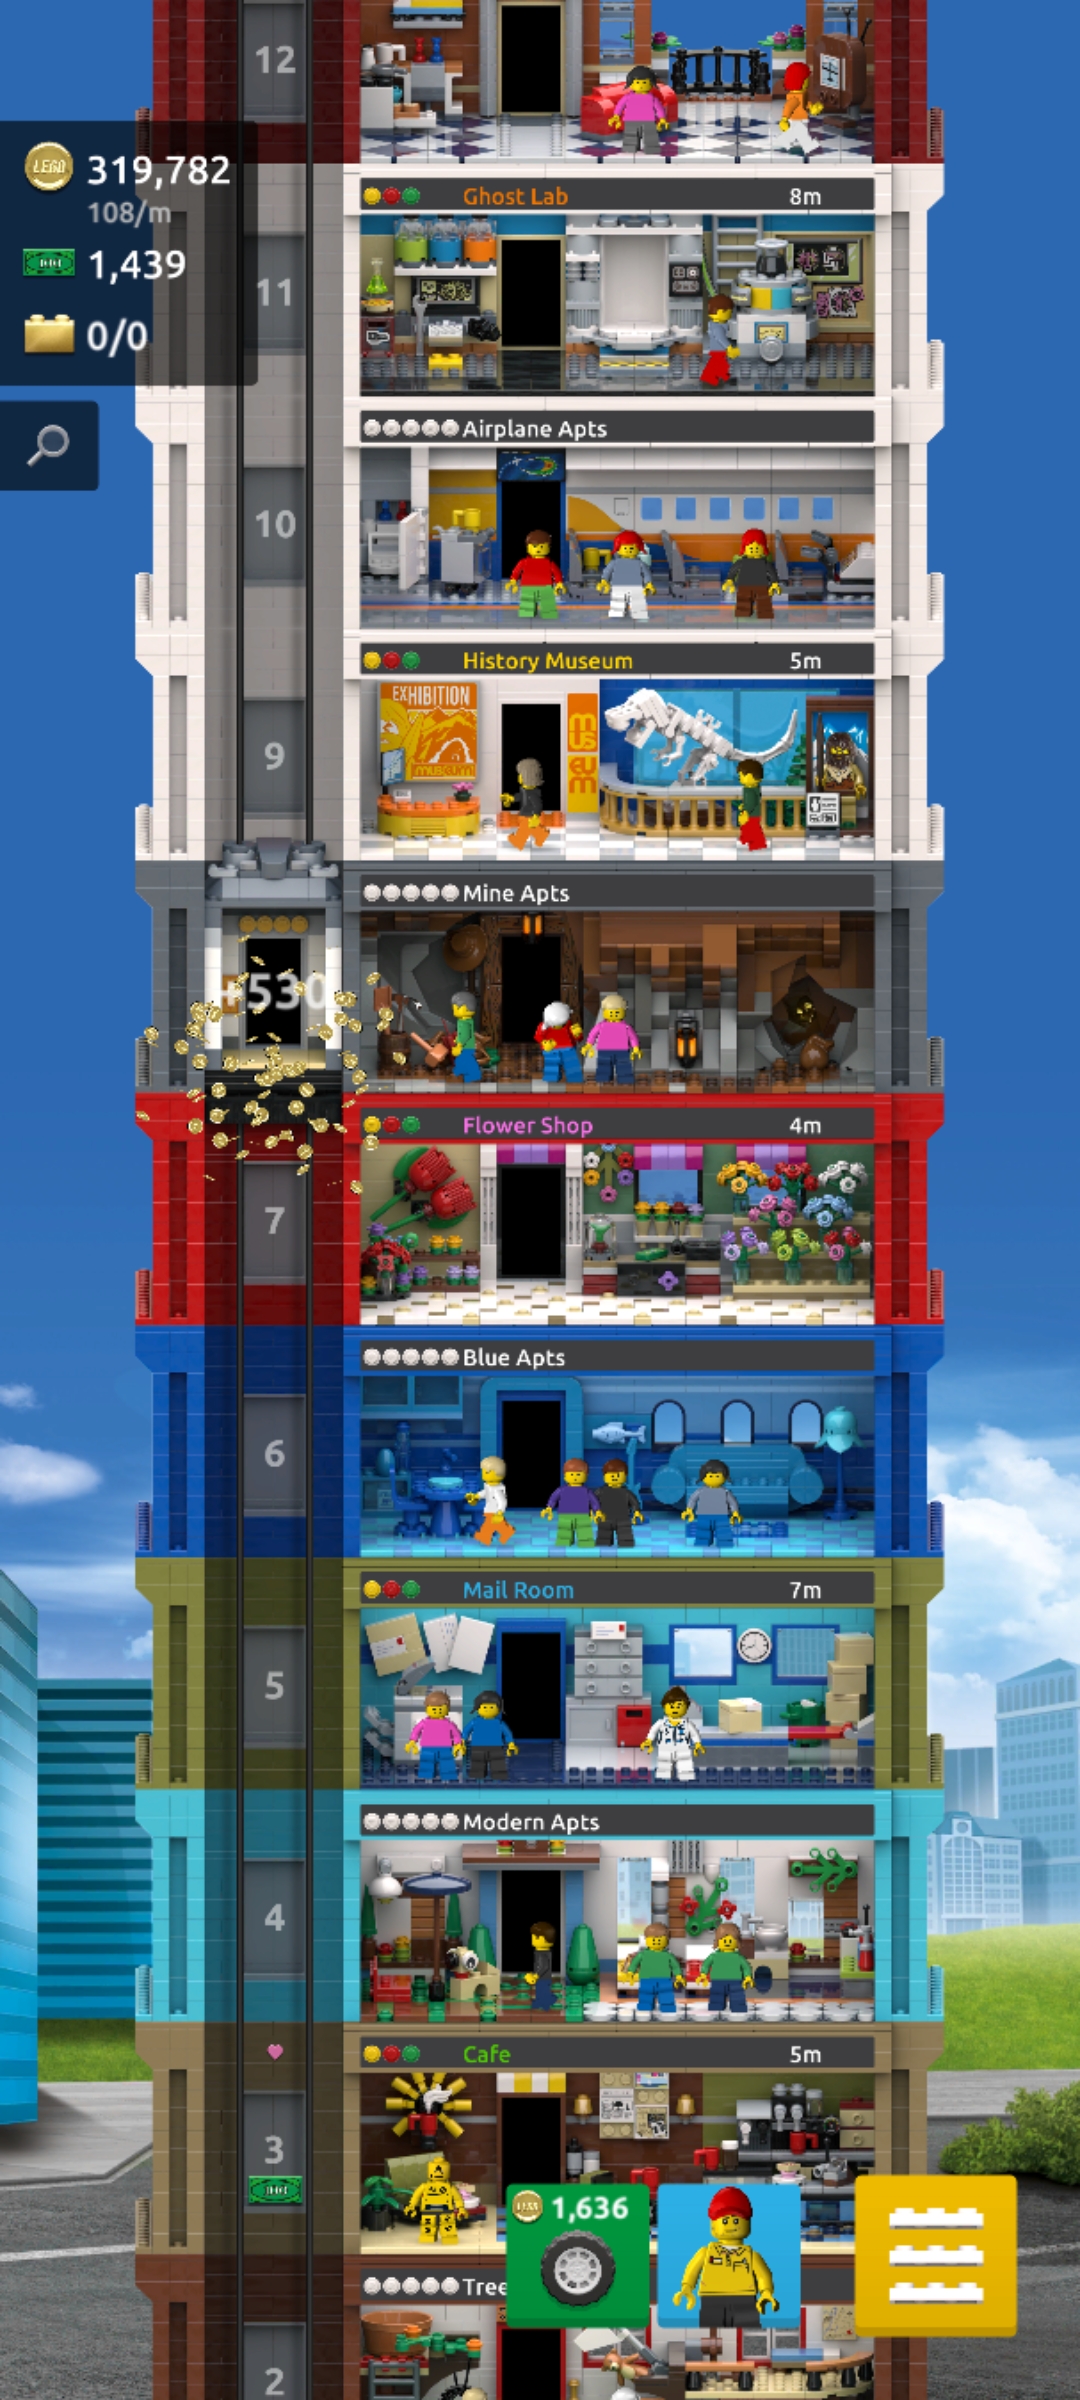 12
LEGO
319,782
108/m
1,439
0/0
Ghost Lab 8m
11
Airplane Apts
10
History Museum 5m
EXHIBITION
museum
mus
eum
9
Mine Apts
+530
Flower Shop 4m
7
Blue Apts
6
Mail Room 7m
5
Modern Apts
4
Cafe 5m
3
1,636
Tree
2